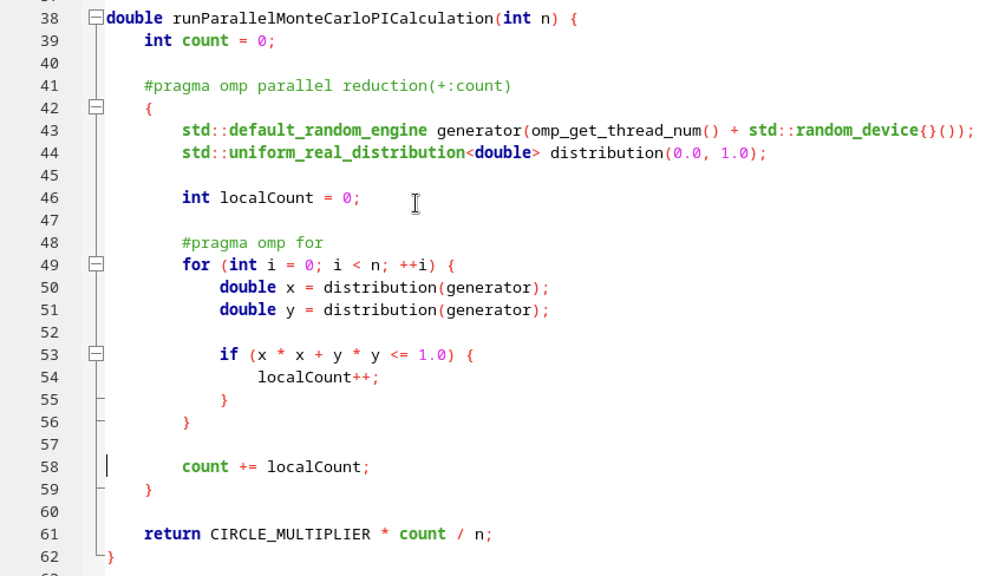 38 double runParallelMonteCarloPICalculation(int n) {
39     int count = 0;
40
41     #pragma omp parallel reduction(+:count)
42     {
43         std::default_random_engine generator(omp_get_thread_num() + std::random_device{}());
44         std::uniform_real_distribution<double> distribution(0.0, 1.0);
45
46         int localCount = 0;
47
48         #pragma omp for
49         for (int i = 0; i < n; ++i) {
50             double x = distribution(generator);
51             double y = distribution(generator);
52
53             if (x * x + y * y <= 1.0) {
54                 localCount++;
55             }
56         }
57
58         count += localCount;
59     }
60
61     return CIRCLE_MULTIPLIER * count / n;
62 }